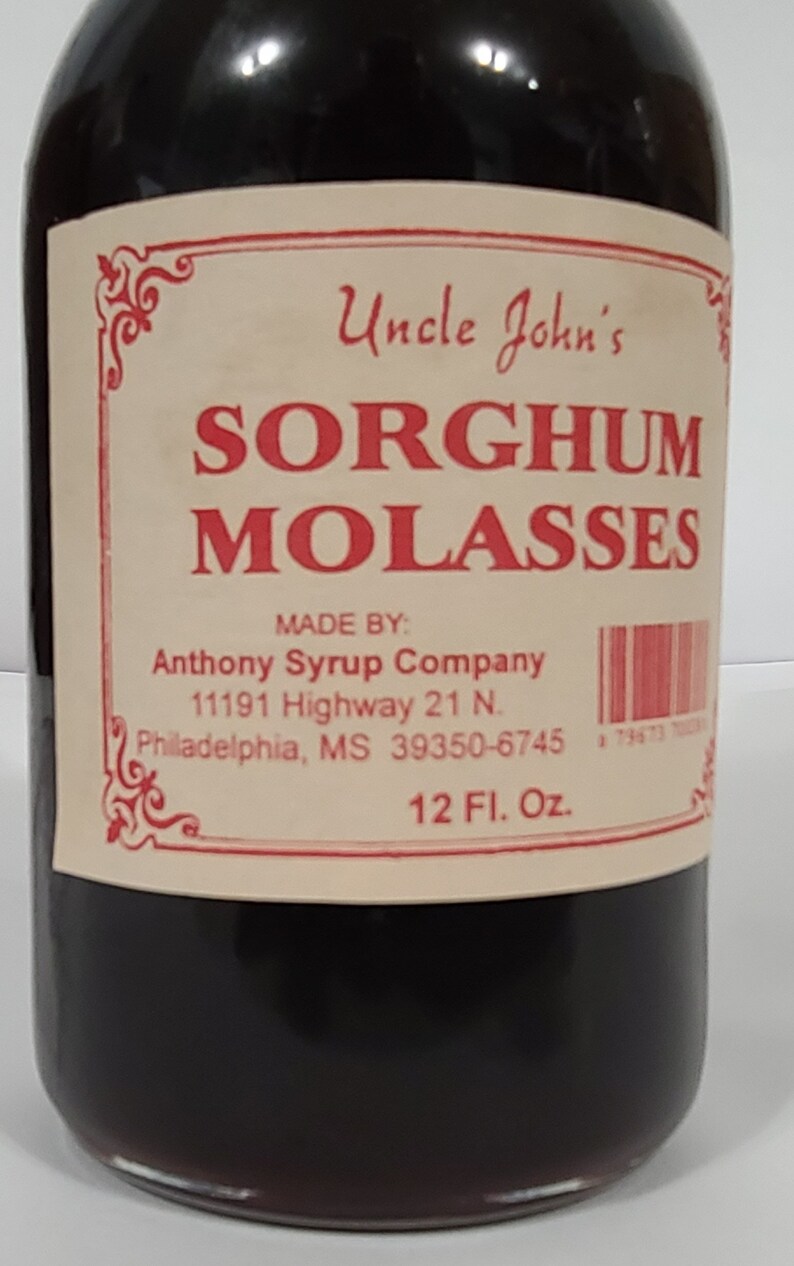 Uncle John's
SORGHUM
MOLASSES
MADE BY:
Anthony Syrup Company
11191 Highway 21 N.
Philadelphia, MS 39350-6745
12 Fl. Oz.